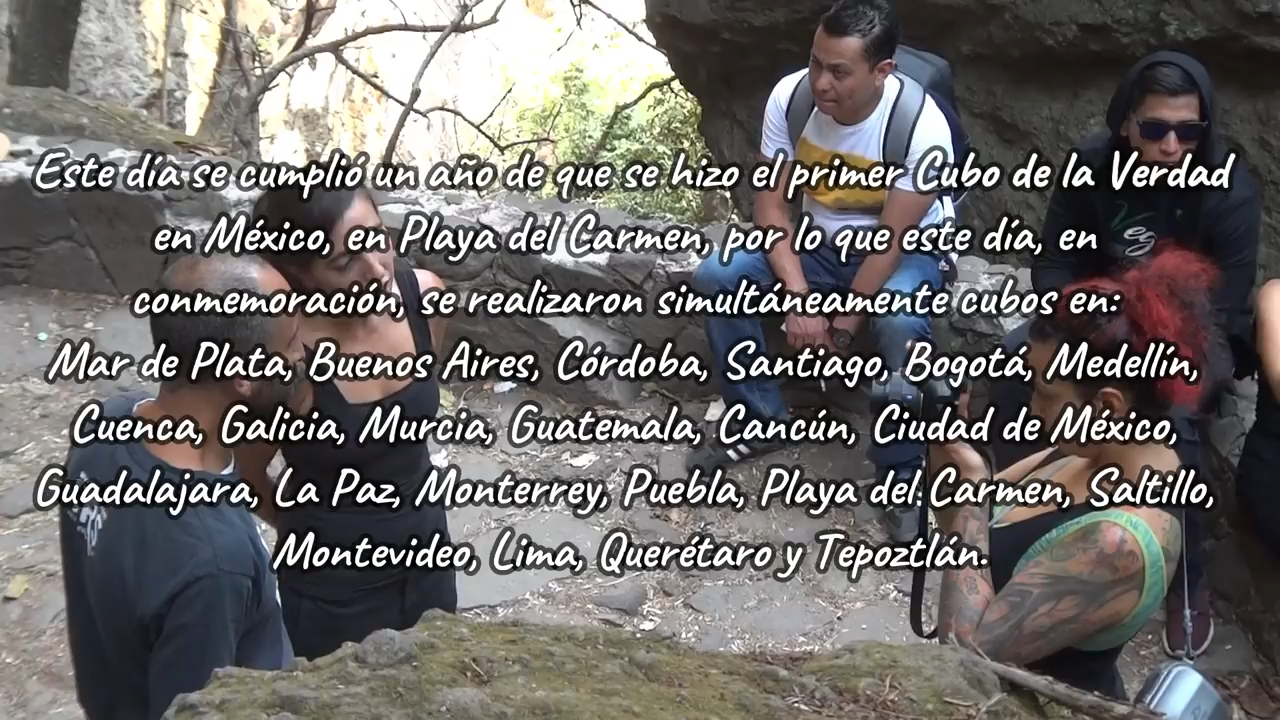 Este día se cumplió un año de que se hizo el primer Cubo de la Verdad
en México, en Playa del Carmen, por lo que este día, en
conmemoración, se realizaron simultáneamente cubos en:
Mar de Plata, Buenos Aires, Córdoba, Santiago, Bogotá, Medellín,
Cuenca, Galicia, Murcia, Guatemala, Cancún, Ciudad de México,
Guadalajara, La Paz, Monterrey, Puebla, Playa del Carmen, Saltillo,
Montevideo, Lima, Querétaro y Tepoztlán.